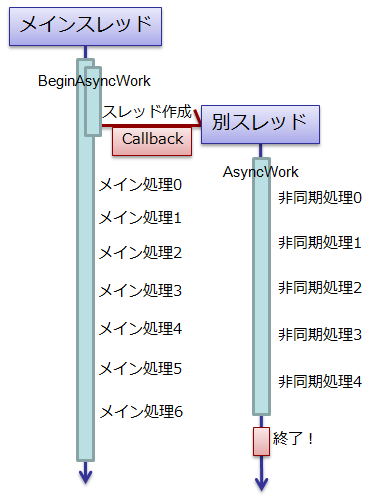 メインスレッド
BeginAsyncWork
スレッド作成
別スレッド
Callback
AsyncWork
メイン処理0
非同期処理0
メイン処理1
非同期処理1
メイン処理2
非同期処理2
メイン処理3
非同期処理3
メイン処理4
メイン処理5
非同期処理4
メイン処理6
終了！